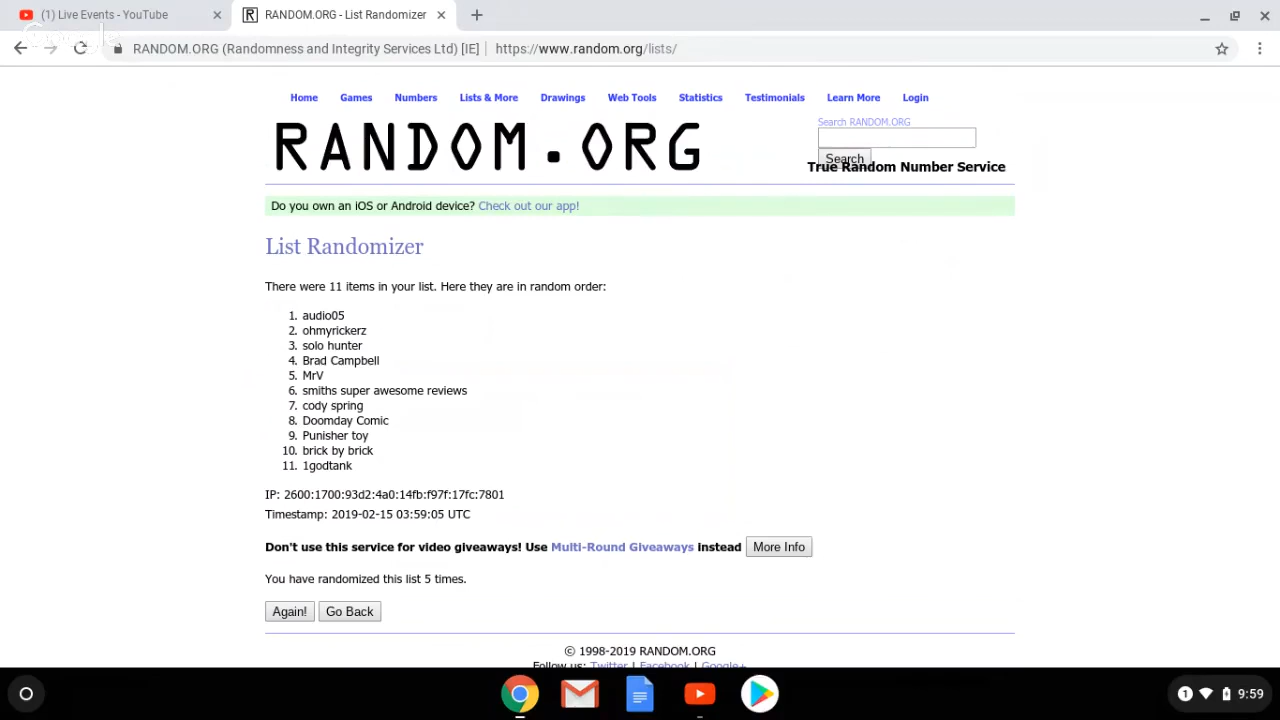 (1) Live Events - YouTube
RANDOM.ORG - List Randomizer
RANDOM.ORG (Randomness and Integrity Services Ltd) [IE] https://www.random.org/lists/
Home Games Numbers Lists & More Drawings Web Tools Statistics Testimonials Learn More Login
RANDOM.ORG
Search RANDOM.ORG
Search
True Random Number Service
Do you own an iOS or Android device? Check out our app!
List Randomizer
There were 11 items in your list. Here they are in random order:
1. audio05
2. ohmyrickerz
3. solo hunter
4. Brad Campbell
5. MrV
6. smiths super awesome reviews
7. cody spring
8. Doomday Comic
9. Punisher toy
10. brick by brick
11. 1godtank
IP: 2600:1700:93d2:4a0:14fb:f97f:17fc:7801
Timestamp: 2019-02-15 03:59:05 UTC
Don't use this service for video giveaways! Use Multi-Round Giveaways instead More Info
You have randomized this list 5 times.
Again! Go Back
© 1998-2019 RANDOM.ORG
Follow us: Twitter | Facebook | Google+
1 9:59